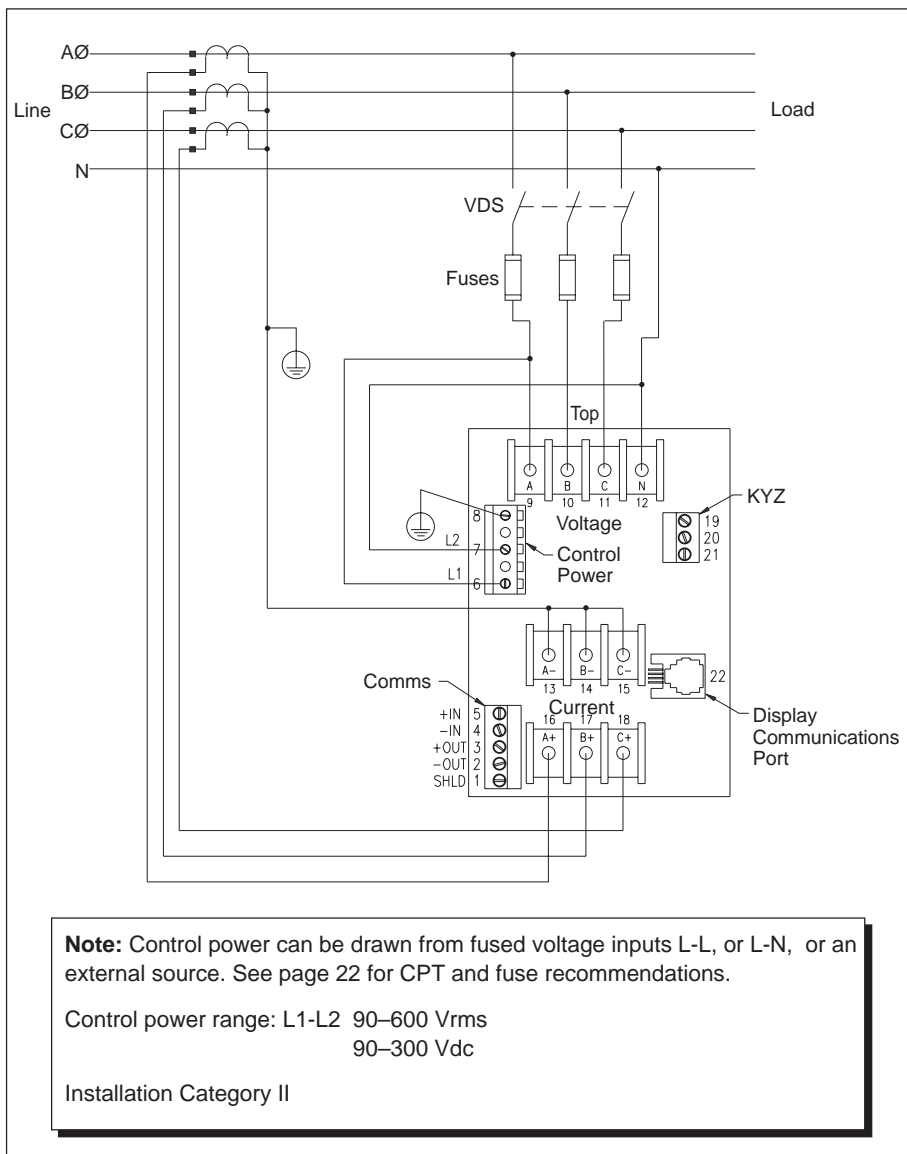 AØ
BØ
Line
Load
CØ
N
VDS
Fuses
Top
A B C N
9 10 11 12
Voltage
KYZ
19
20
21
8
L2
7
Control
Power
L1
6
A- B- C-
13 14 15
22
Comms
Current
16 17 18
A+ B+ C+
Display
Communications
Port
+IN 5
-IN 4
+OUT 3
-OUT 2
SHLD 1
Note: Control power can be drawn from fused voltage inputs L-L, or L-N, or an
external source. See page 22 for CPT and fuse recommendations.
Control power range: L1-L2 90–600 Vrms
90–300 Vdc
Installation Category II